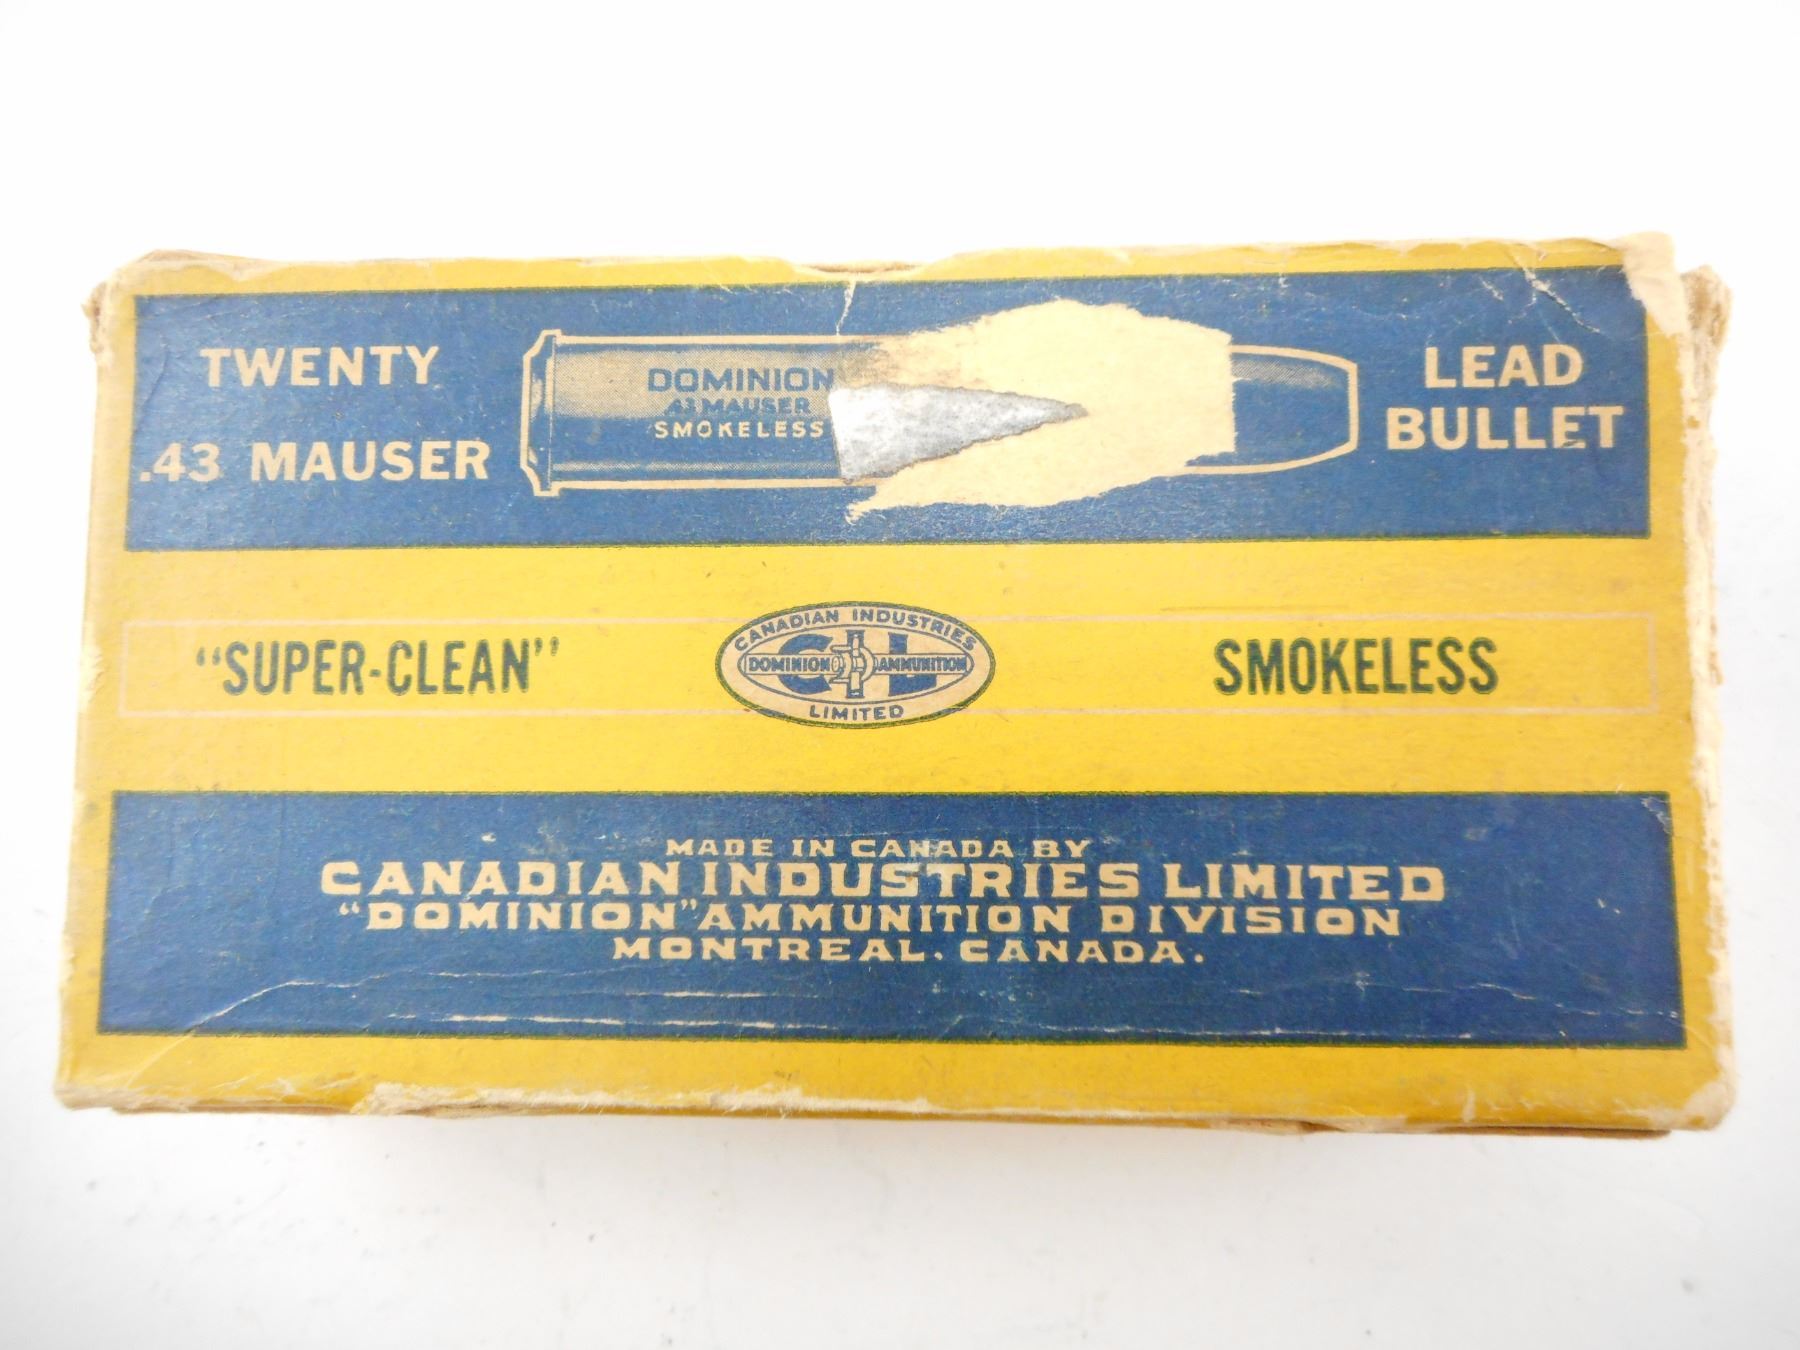 TWENTY
.43 MAUSER
DOMINION
.43 MAUSER
SMOKELESS
LEAD
BULLET
"SUPER-CLEAN"
CANADIAN INDUSTRIES
CIL
DOMINION AMMUNITION
LIMITED
SMOKELESS
MADE IN CANADA BY
CANADIAN INDUSTRIES LIMITED
"DOMINION" AMMUNITION DIVISION
MONTREAL. CANADA.